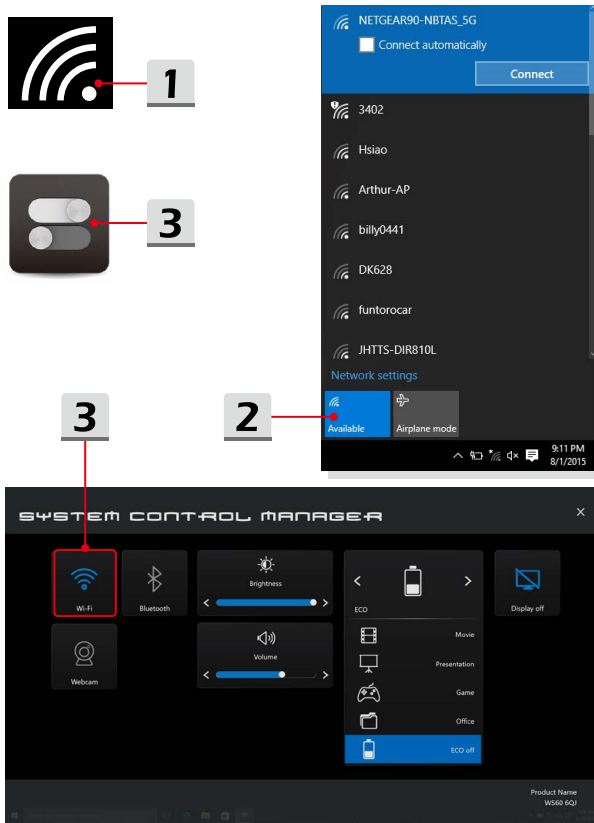 1
3
NETGEAR90-NBTAS_5G
Connect automatically
Connect
3402
Hsiao
Arthur-AP
billy0441
DK628
funtorocar
JHTTS-DIR810L
Network settings
Available
Airplane mode
9:11 PM
8/1/2015
2
3
SYSTEM CONTROL MANAGER
Wi-Fi
Bluetooth
Brightness
ECO
Display off
Webcam
Volume
Movie
Presentation
Game
Office
ECO off
Product Name
WS60 6QJ